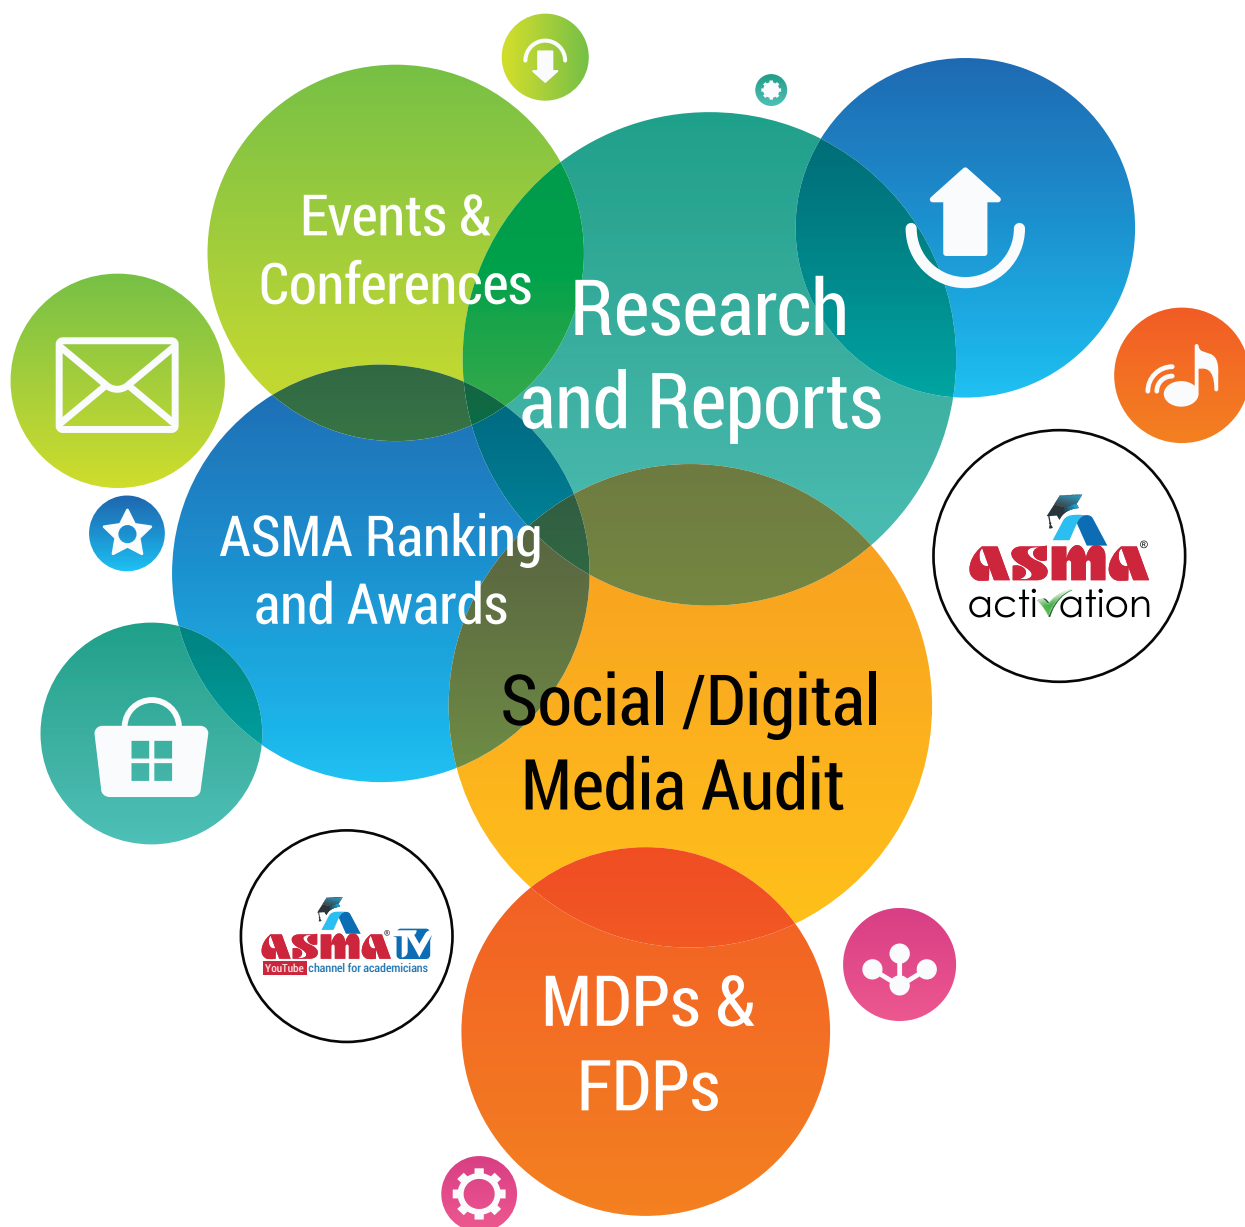 Events &
Conferences
Research
and Reports
ASMA Ranking
and Awards
asma®
activation
Social /Digital
Media Audit
asma® TV
YouTube channel for academicians
MDPs &
FDPs